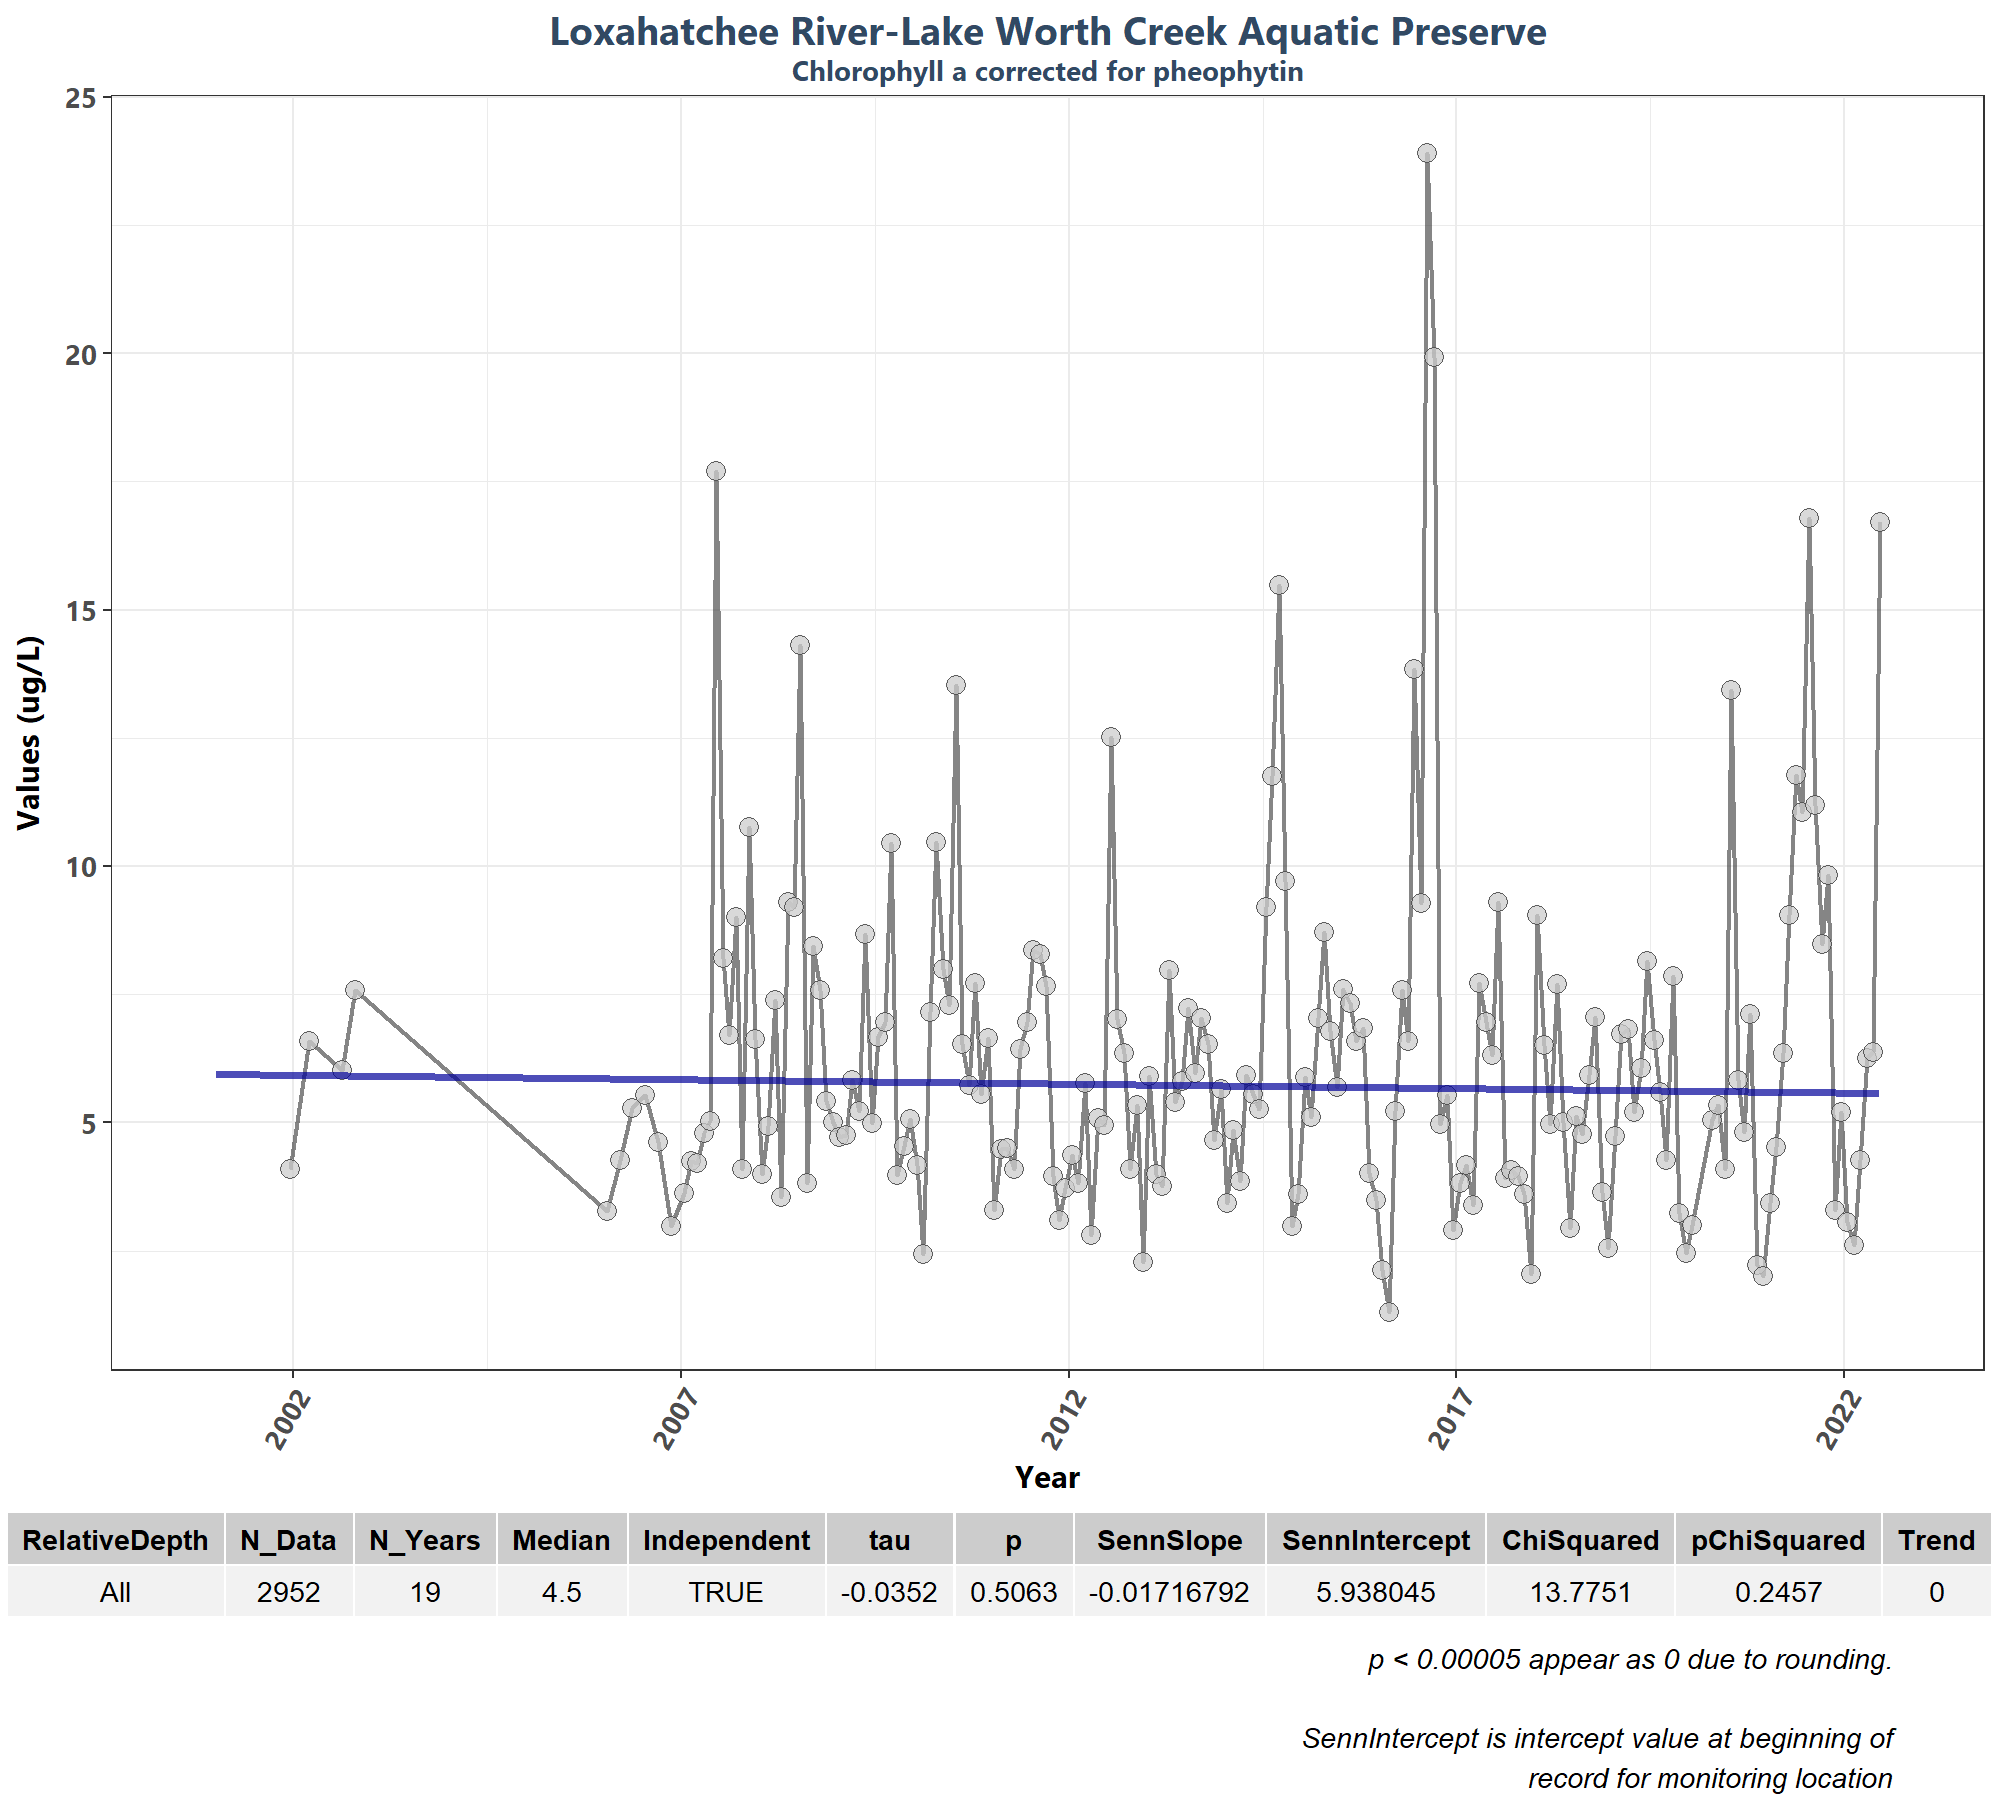 Loxahatchee River-Lake Worth Creek Aquatic Preserve
Chlorophyll a corrected for pheophytin
25
20
15
10
5
Values (ug/L)
2002
2007
2012
2017
2022
Year
RelativeDepth N_Data N_Years Median Independent tau p SennSlope SennIntercept ChiSquared pChiSquared Trend
All 2952 19 4.5 TRUE -0.0352 0.5063 -0.01716792 5.938045 13.7751 0.2457 0
p < 0.00005 appear as 0 due to rounding.
SennIntercept is intercept value at beginning of
record for monitoring location